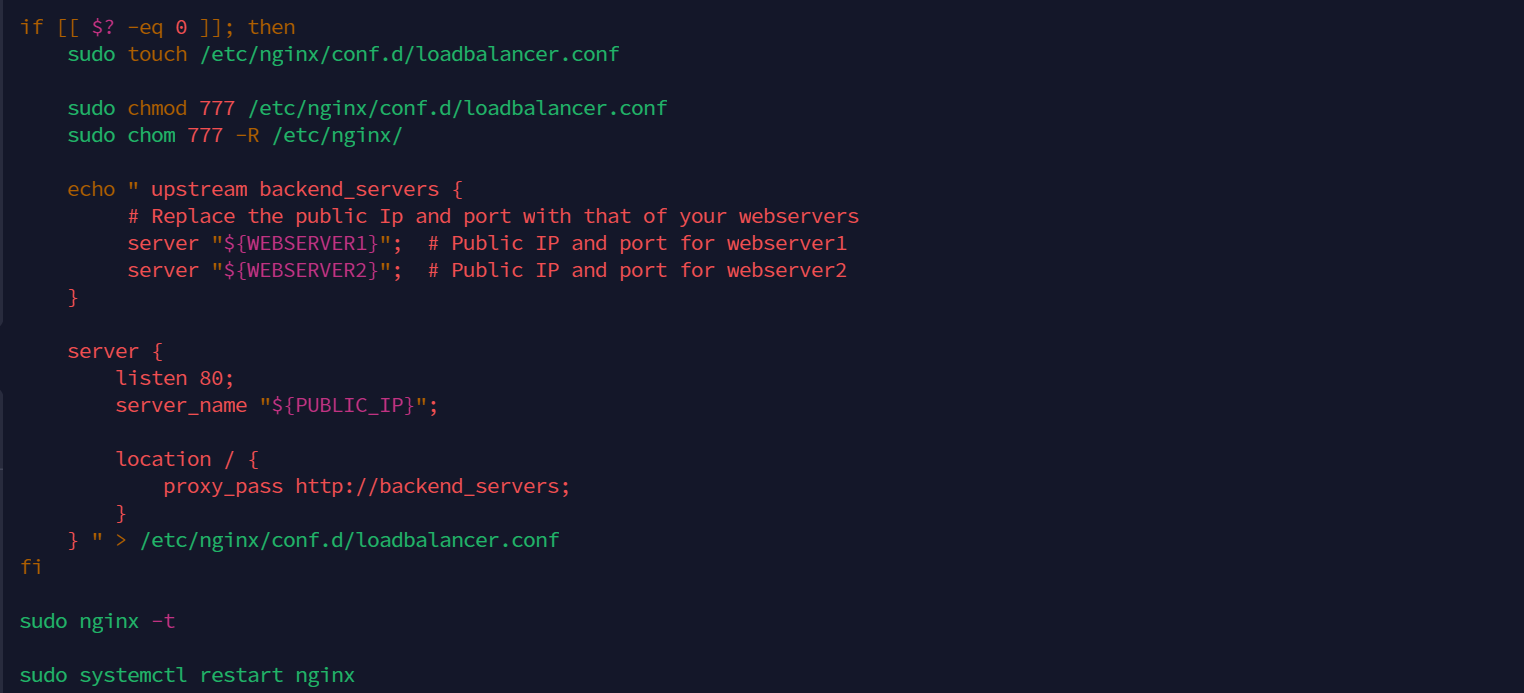 if [[ $? -eq 0 ]]; then
    sudo touch /etc/nginx/conf.d/loadbalancer.conf

    sudo chmod 777 /etc/nginx/conf.d/loadbalancer.conf
    sudo chom 777 -R /etc/nginx/

    echo " upstream backend_servers {
         # Replace the public Ip and port with that of your webservers
         server "${WEBSERVER1}";  # Public IP and port for webserver1
         server "${WEBSERVER2}";  # Public IP and port for webserver2
    }

    server {
        listen 80;
        server_name "${PUBLIC_IP}";

        location / {
            proxy_pass http://backend_servers;
        }
    } " > /etc/nginx/conf.d/loadbalancer.conf
fi

sudo nginx -t

sudo systemctl restart nginx